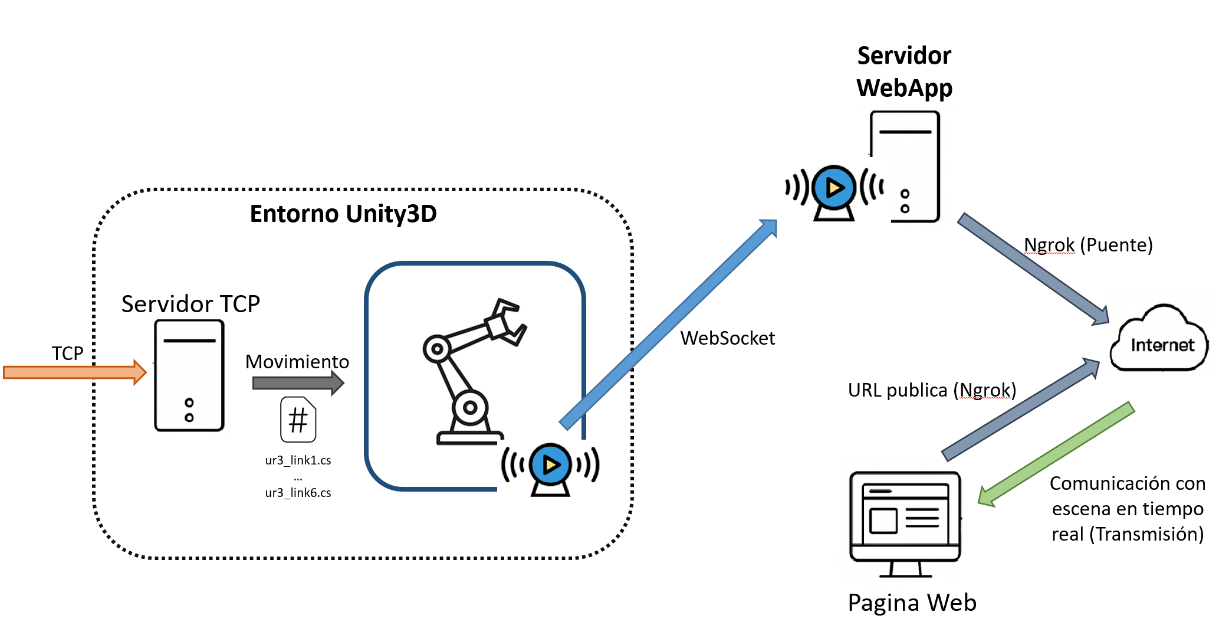 Servidor
WebApp
Entorno Unity3D
Ngrok (Puente)
Servidor TCP
WebSocket
Internet
TCP
Movimiento
#
URL publica (Ngrok)
ur3_link1.cs
...
ur3_link6.cs
Comunicación con
escena en tiempo
real (Transmisión)
Pagina Web